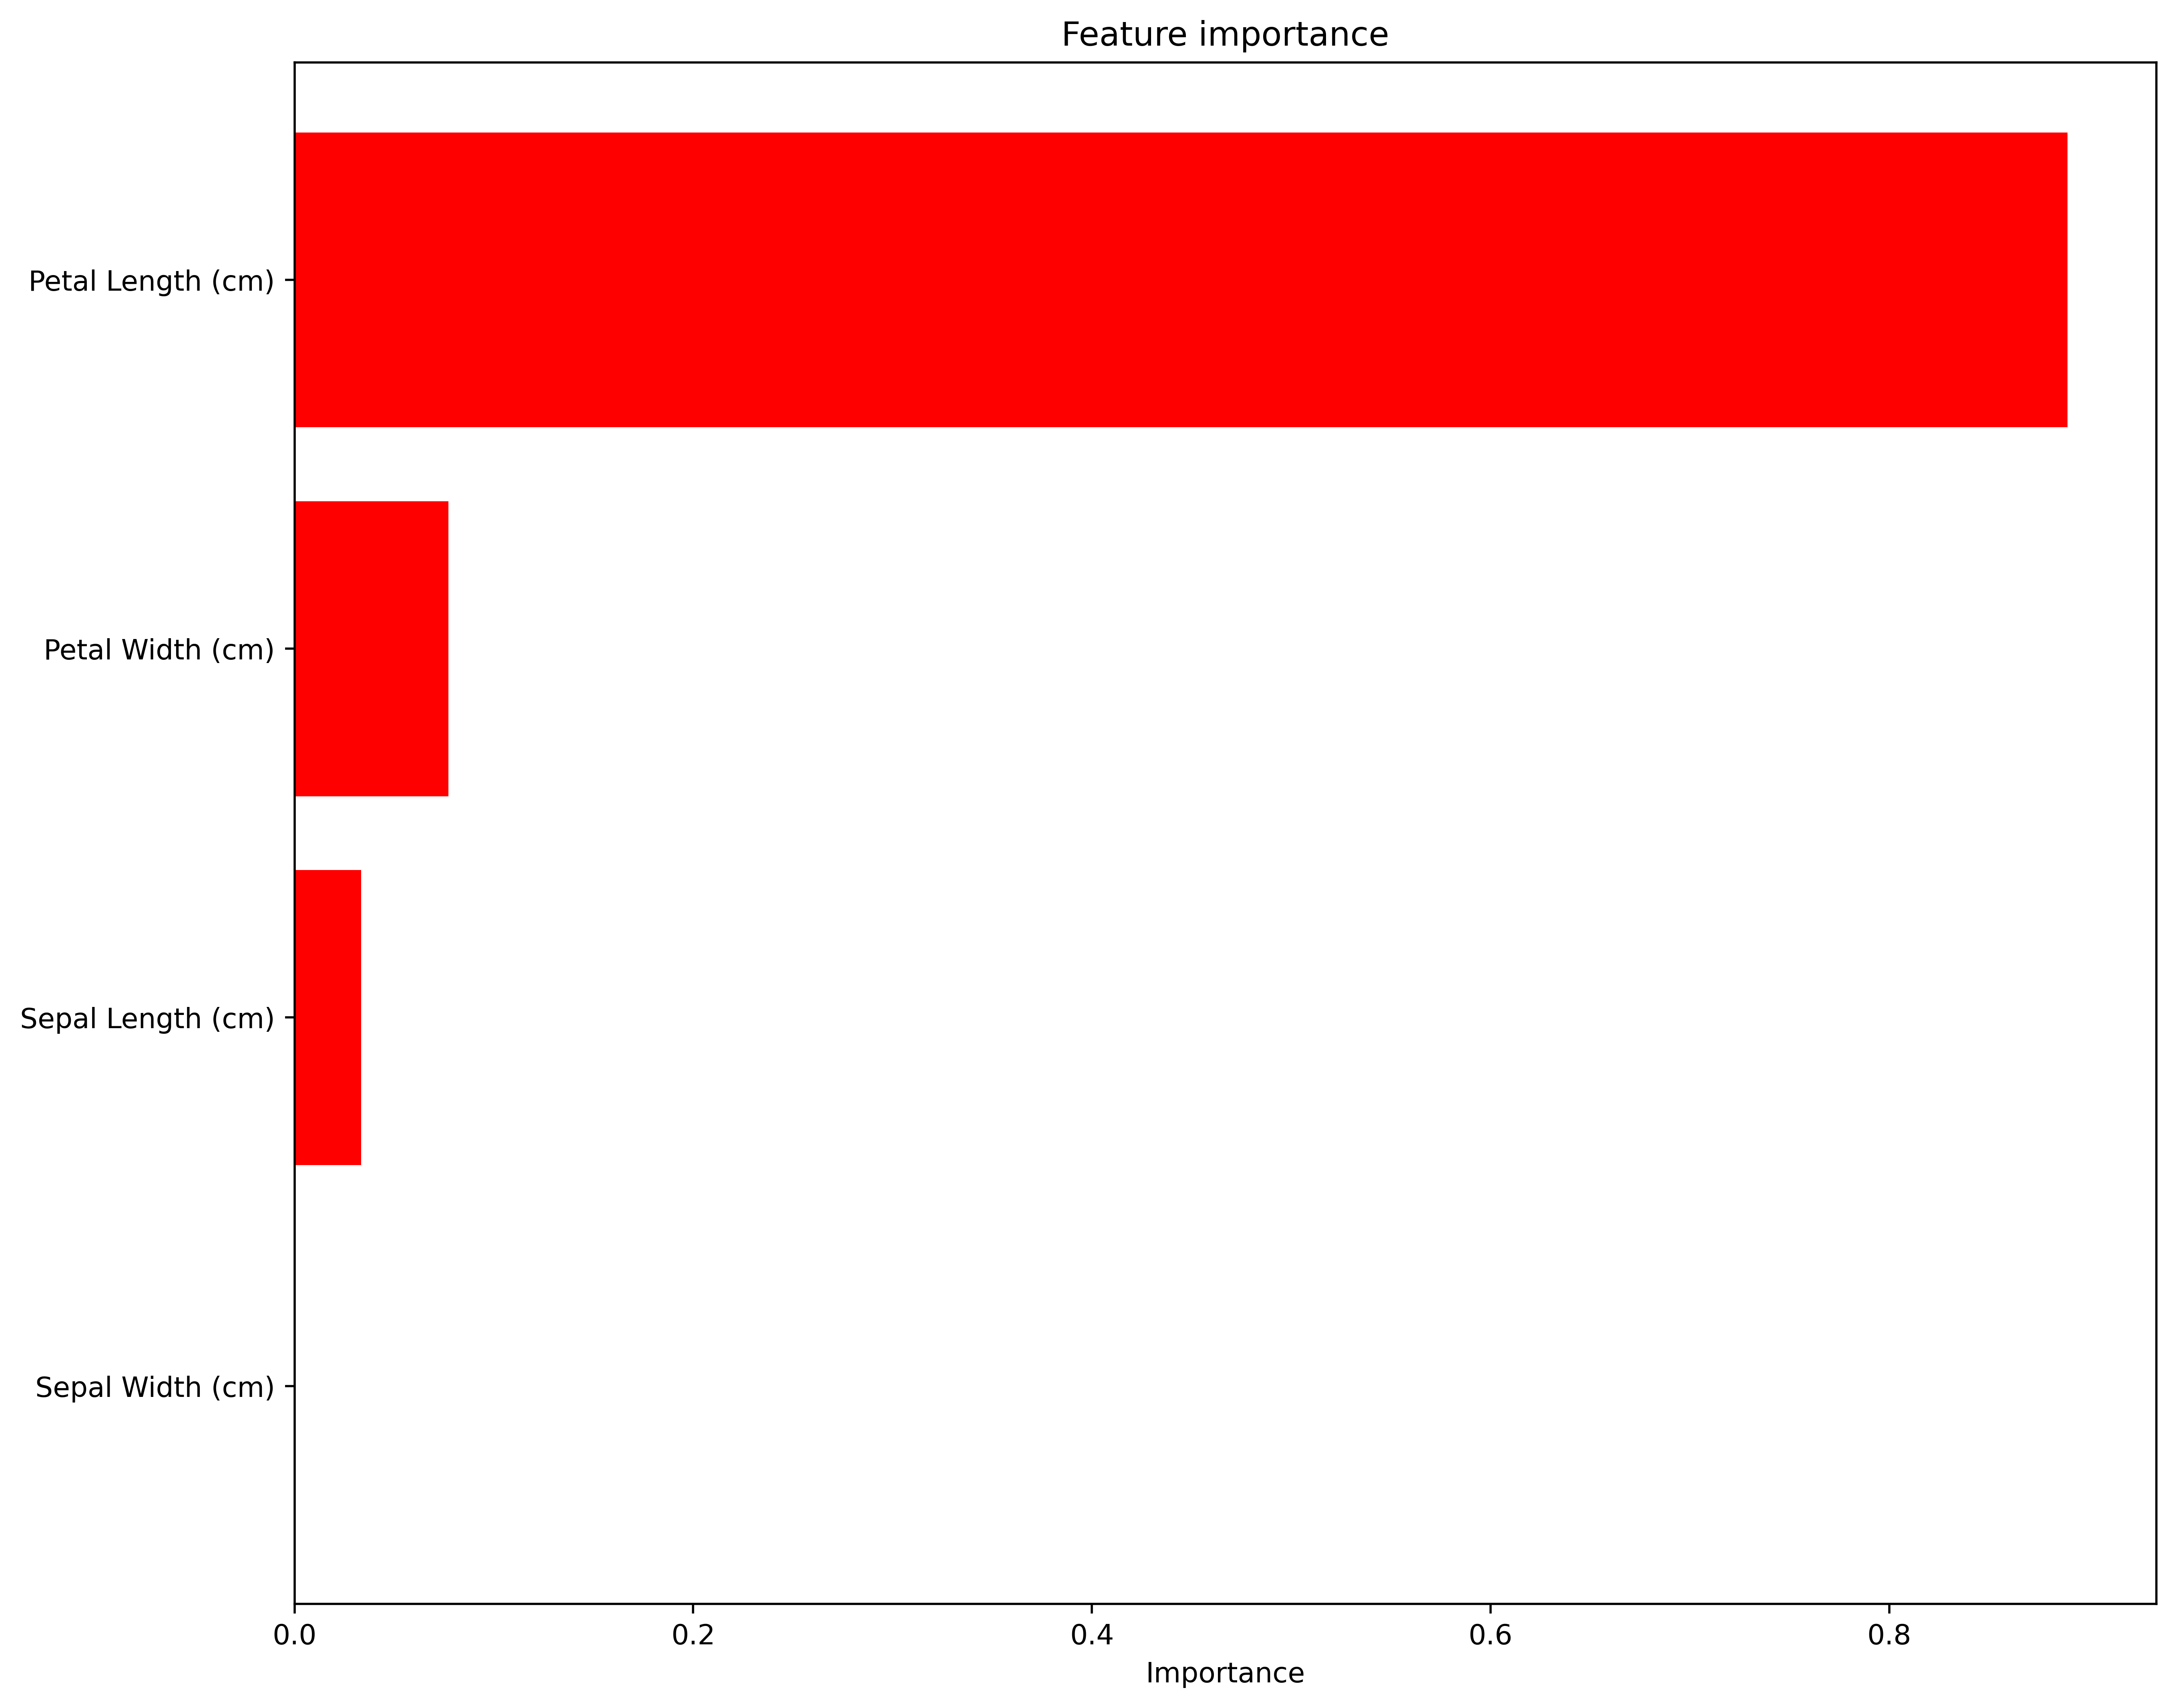 Feature importance
Petal Length (cm)
Petal Width (cm)
Sepal Length (cm)
Sepal Width (cm)
0.0 0.2 0.4 0.6 0.8
Importance